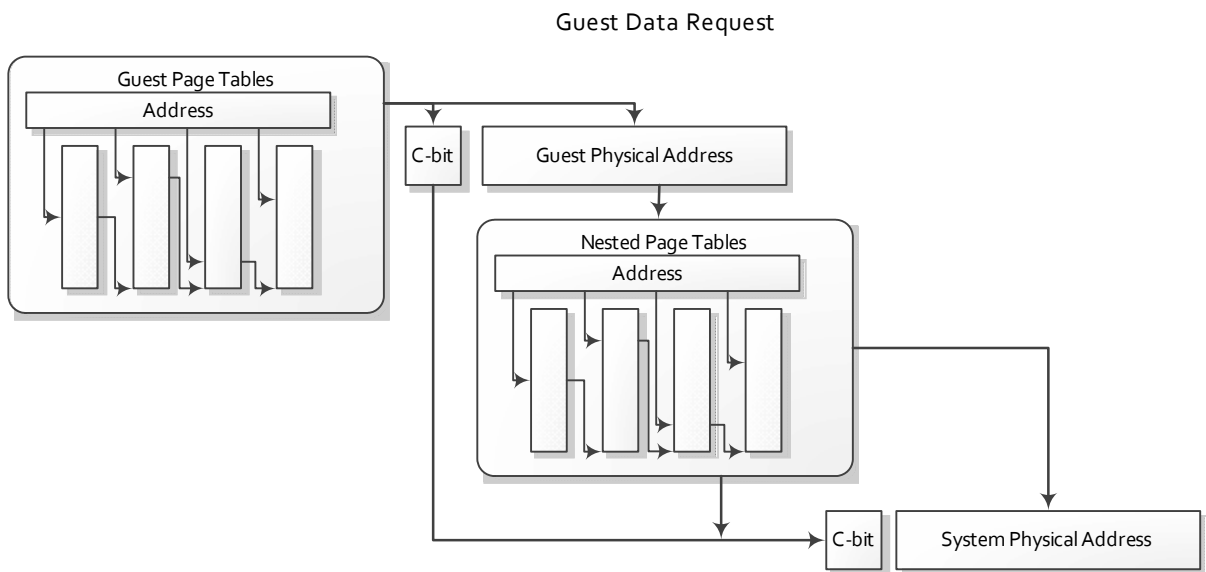 Guest Data Request
Guest Page Tables
Address
C-bit
Guest Physical Address
Nested Page Tables
Address
C-bit
System Physical Address